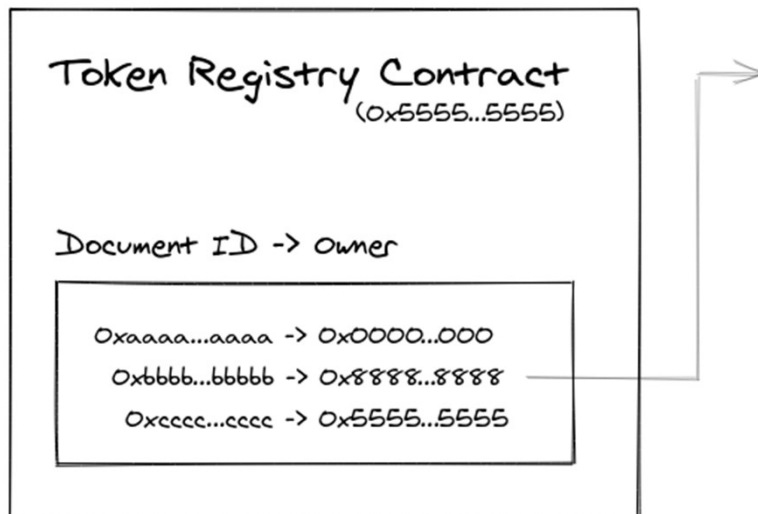 Token Registry Contract
(0x5555...5555)
Document ID -> Owner
0xaaaa...aaaa -> 0x0000...000
0xbbbb...bbbbb -> 0x8888...8888
0xcccc...cccc -> 0x5555...5555